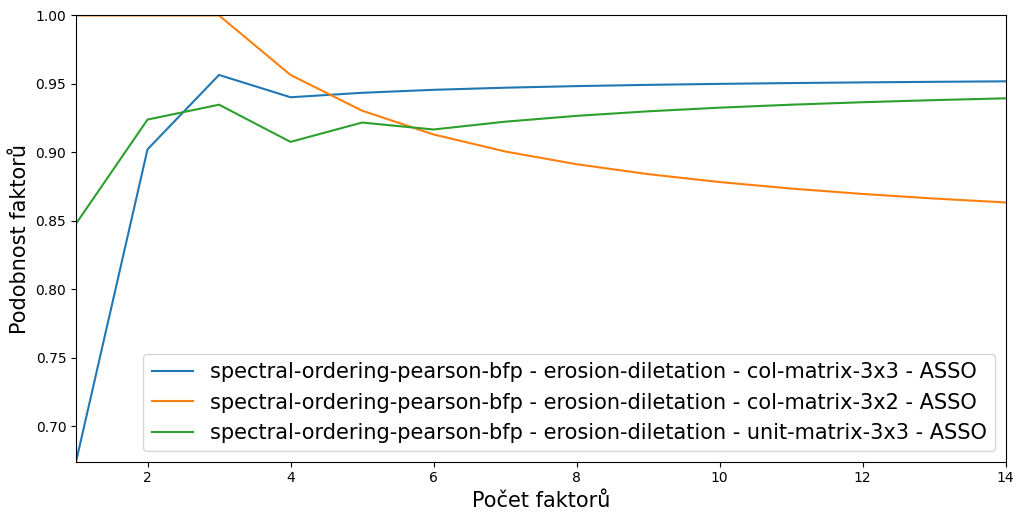 1.00
0.95
0.90
0.85
0.80
0.75
0.70
Podobnost faktorů
spectral-ordering-pearson-bfp - erosion-diletation - col-matrix-3x3 - ASSO
spectral-ordering-pearson-bfp - erosion-diletation - col-matrix-3x2 - ASSO
spectral-ordering-pearson-bfp - erosion-diletation - unit-matrix-3x3 - ASSO
2 4 6 8 10 12 14
Počet faktorů